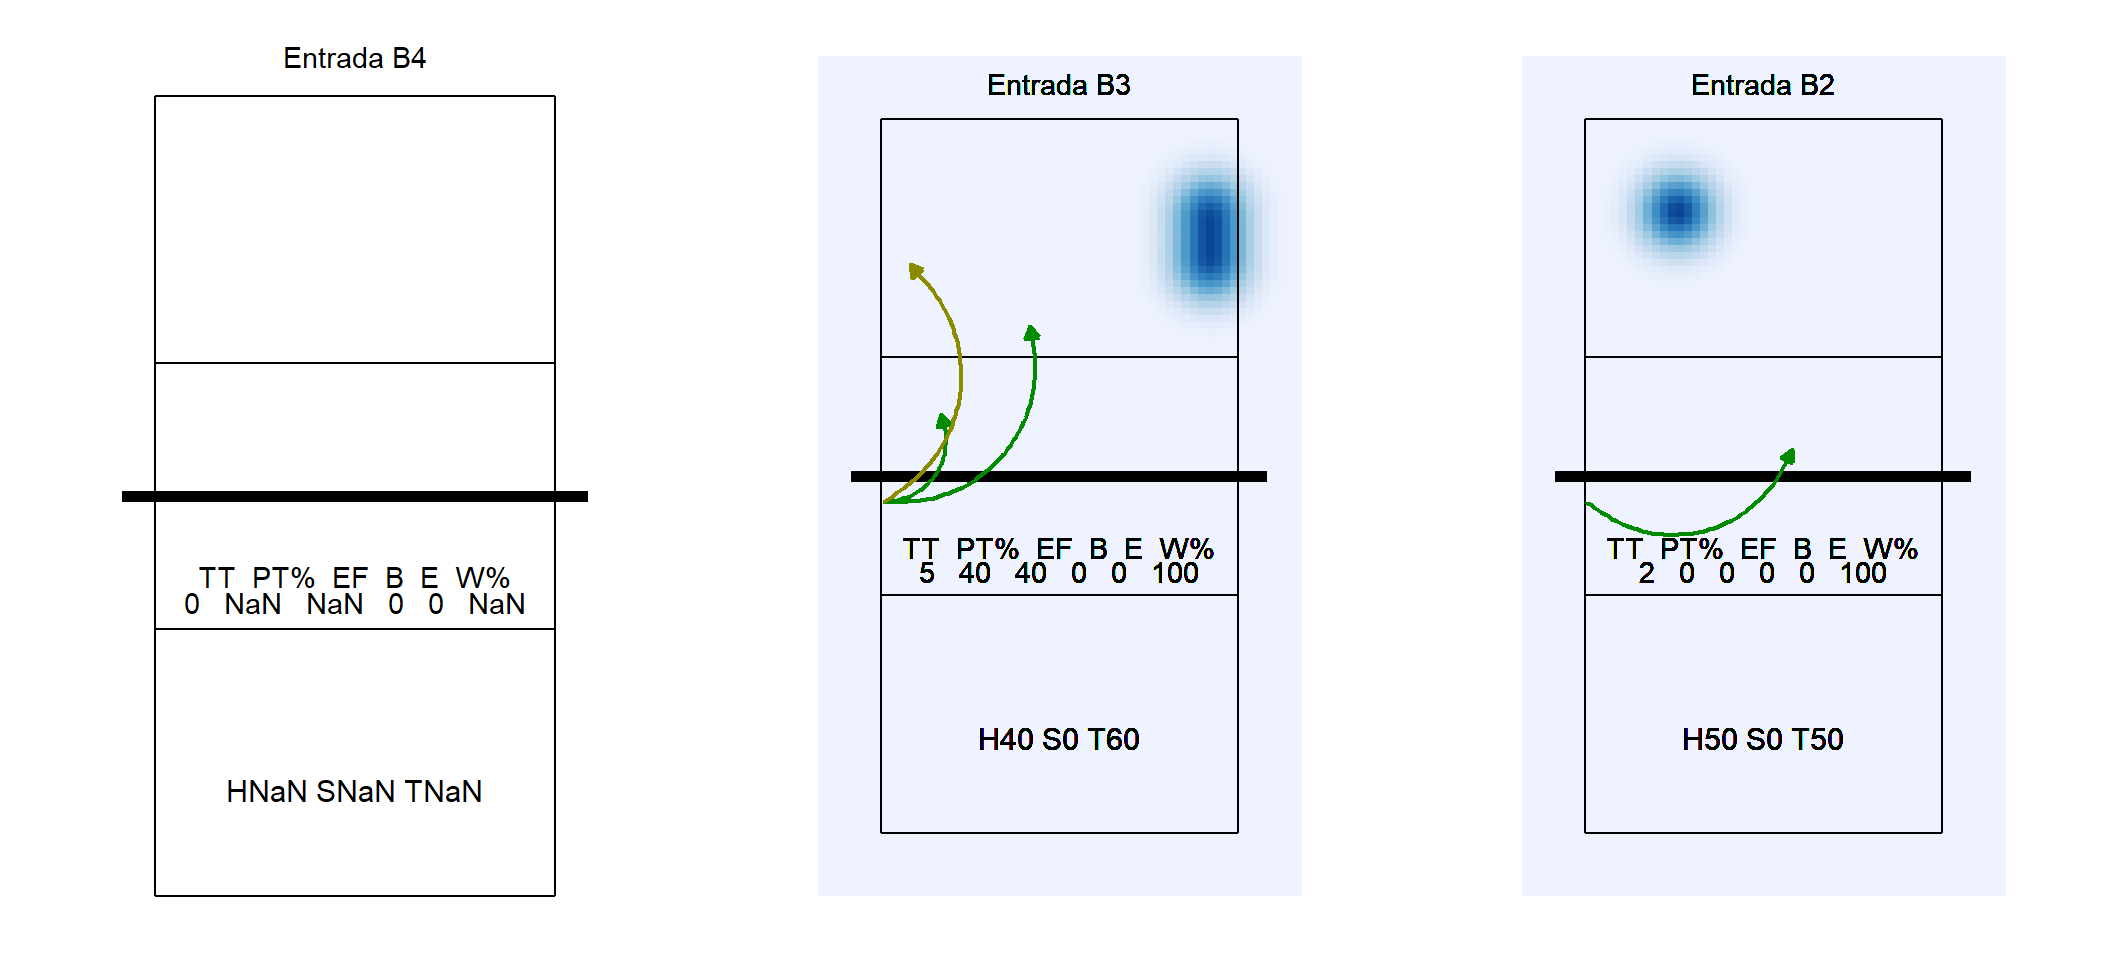 Entrada B4
TT PT% EF B E W%
0 NaN NaN 0 0 NaN
HNaN SNaN TNaN
Entrada B3
TT PT% EF B E W%
5 40 40 0 0 100
H40 S0 T60
Entrada B2
TT PT% EF B E W%
2 0 0 0 0 100
H50 S0 T50